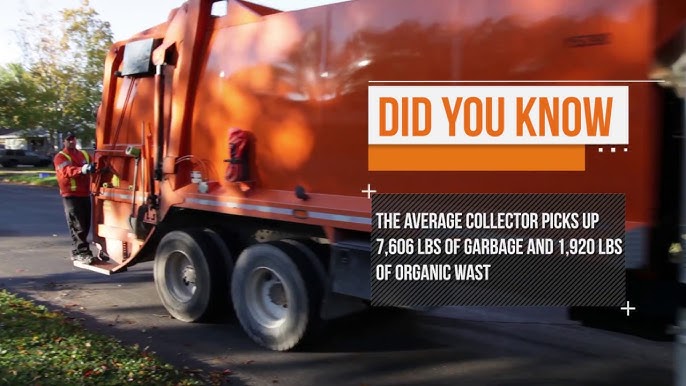 DID YOU KNOW
THE AVERAGE COLLECTOR PICKS UP
7,606 LBS OF GARBAGE AND 1,920 LBS
OF ORGANIC WAST